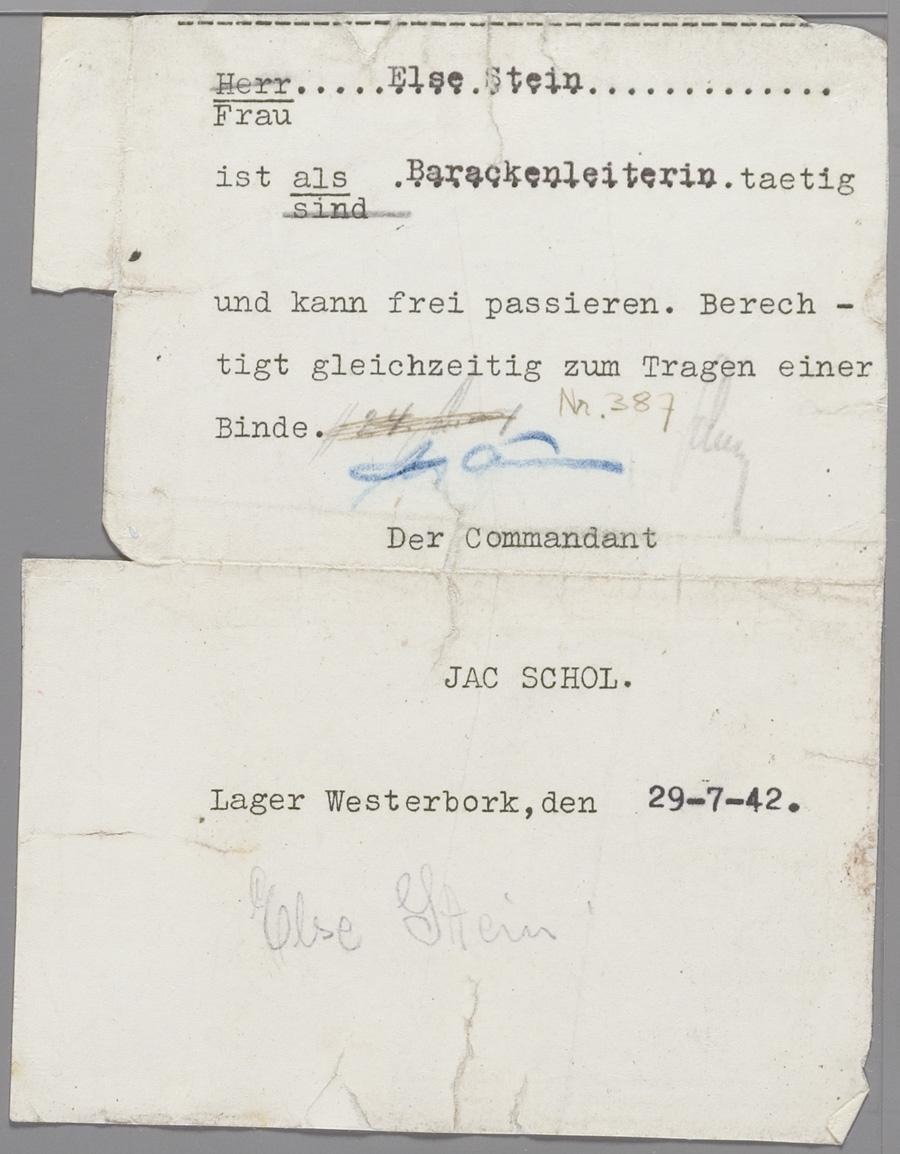 Herr.....Else Stein.............
Frau
ist als .Barackenleiterin.taetig
sind
und kann frei passieren. Berech -
tigt gleichzeitig zum Tragen einer
Binde.
Nr. 387
Der Commandant
JAC SCHOL.
Lager Westerbork,den 29-7-42.
Else Stein